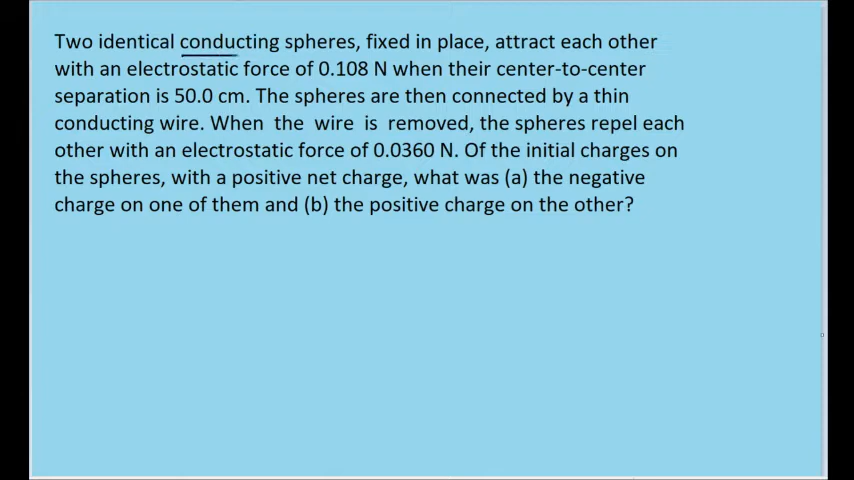 Two identical conducting spheres, fixed in place, attract each other
with an electrostatic force of 0.108 N when their center-to-center
separation is 50.0 cm. The spheres are then connected by a thin
conducting wire. When the wire is removed, the spheres repel each
other with an electrostatic force of 0.0360 N. Of the initial charges on
the spheres, with a positive net charge, what was (a) the negative
charge on one of them and (b) the positive charge on the other?